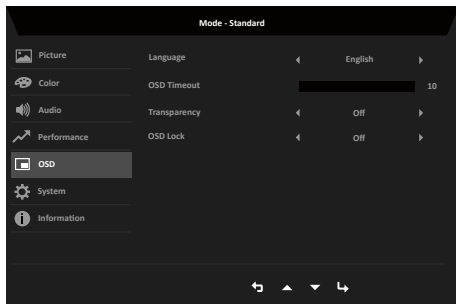 Mode - Standard
Picture
Color
Audio
Performance
OSD
System
Information
Language English
OSD Timeout 10
Transparency Off
OSD Lock Off